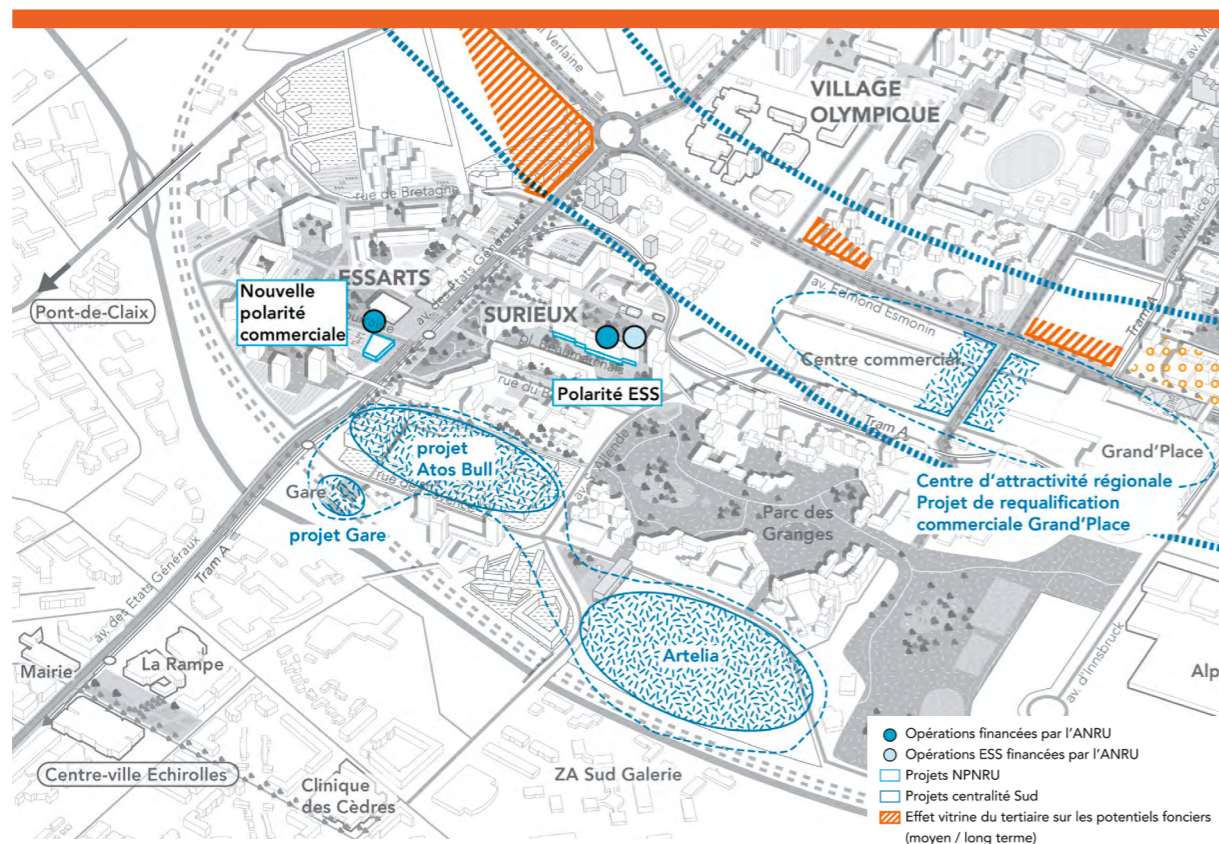 Verlaine
VILLAGE
OLYMPIQUE
rue de Bretagne
av. des Etats Généraux
ESSARTS
Nouvelle
polarité
commerciale
Pont-de-Claix
SURIEUX
pl. Beaumarchais
Polarité ESS
av. Edmond Esmonin
Tram A
Centre commercial
Tram A
Grand'Place
Centre d'attractivité régionale
Projet de requalification
commerciale Grand'Place
projet
Atos Bull
Gare
projet Gare
Parc des
Granges
av. des Etats Généraux
Tram A
Mairie
La Rampe
Artelia
av. d'Innsbruck
Alp
Centre-ville Echirolles
Clinique
des Cèdres
ZA Sud Galerie
Opérations financées par l'ANRU
Opérations ESS financées par l'ANRU
Projets NPNRU
Projets centralité Sud
Effet vitrine du tertiaire sur les potentiels fonciers
(moyen / long terme)